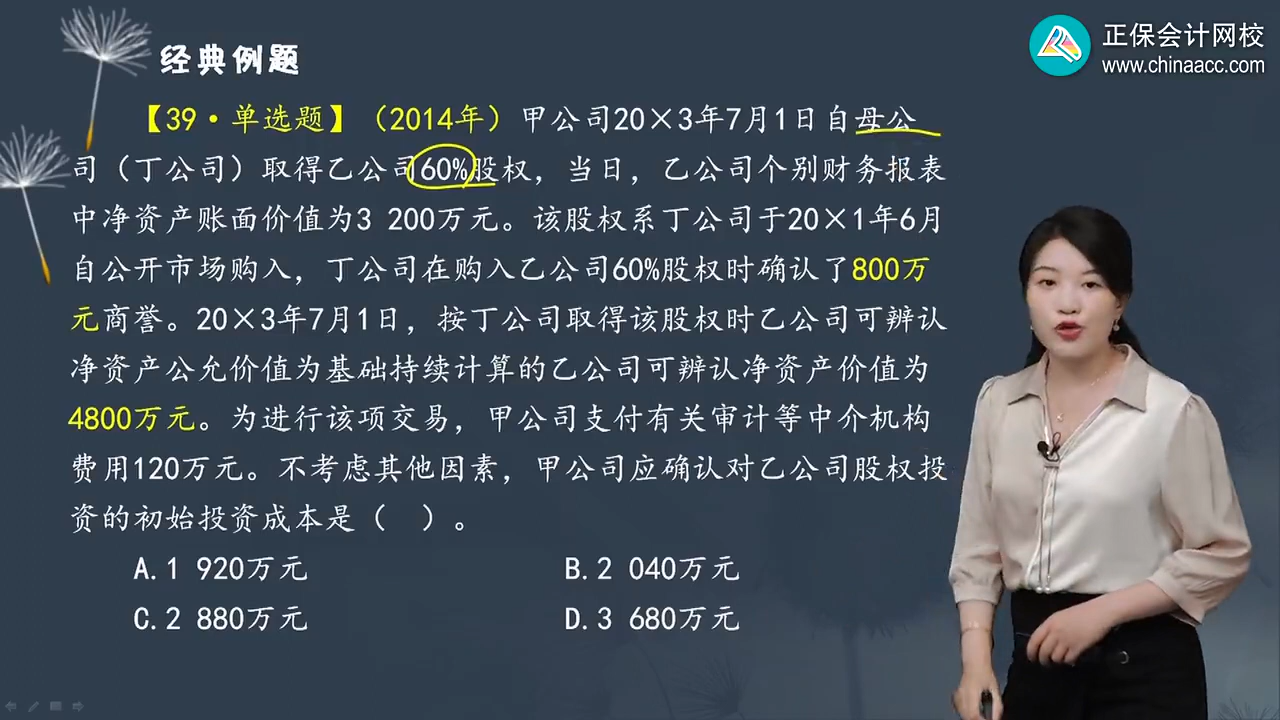 经典例题
正保会计网校
www.chinaacc.com
【39·单选题】（2014年）甲公司20×3年7月1日自母公
司（丁公司）取得乙公司60%股权，当日，乙公司个别财务报表
中净资产账面价值为3 200万元。该股权系丁公司于20×1年6月
自公开市场购入，丁公司在购入乙公司60%股权时确认了800万
元商誉。20×3年7月1日，按丁公司取得该股权时乙公司可辨认
净资产公允价值为基础持续计算的乙公司可辨认净资产价值为
4800万元。为进行该项交易，甲公司支付有关审计等中介机构
费用120万元。不考虑其他因素，甲公司应确认对乙公司股权投
资的初始投资成本是（　）。
A.1 920万元 B.2 040万元
C.2 880万元 D.3 680万元